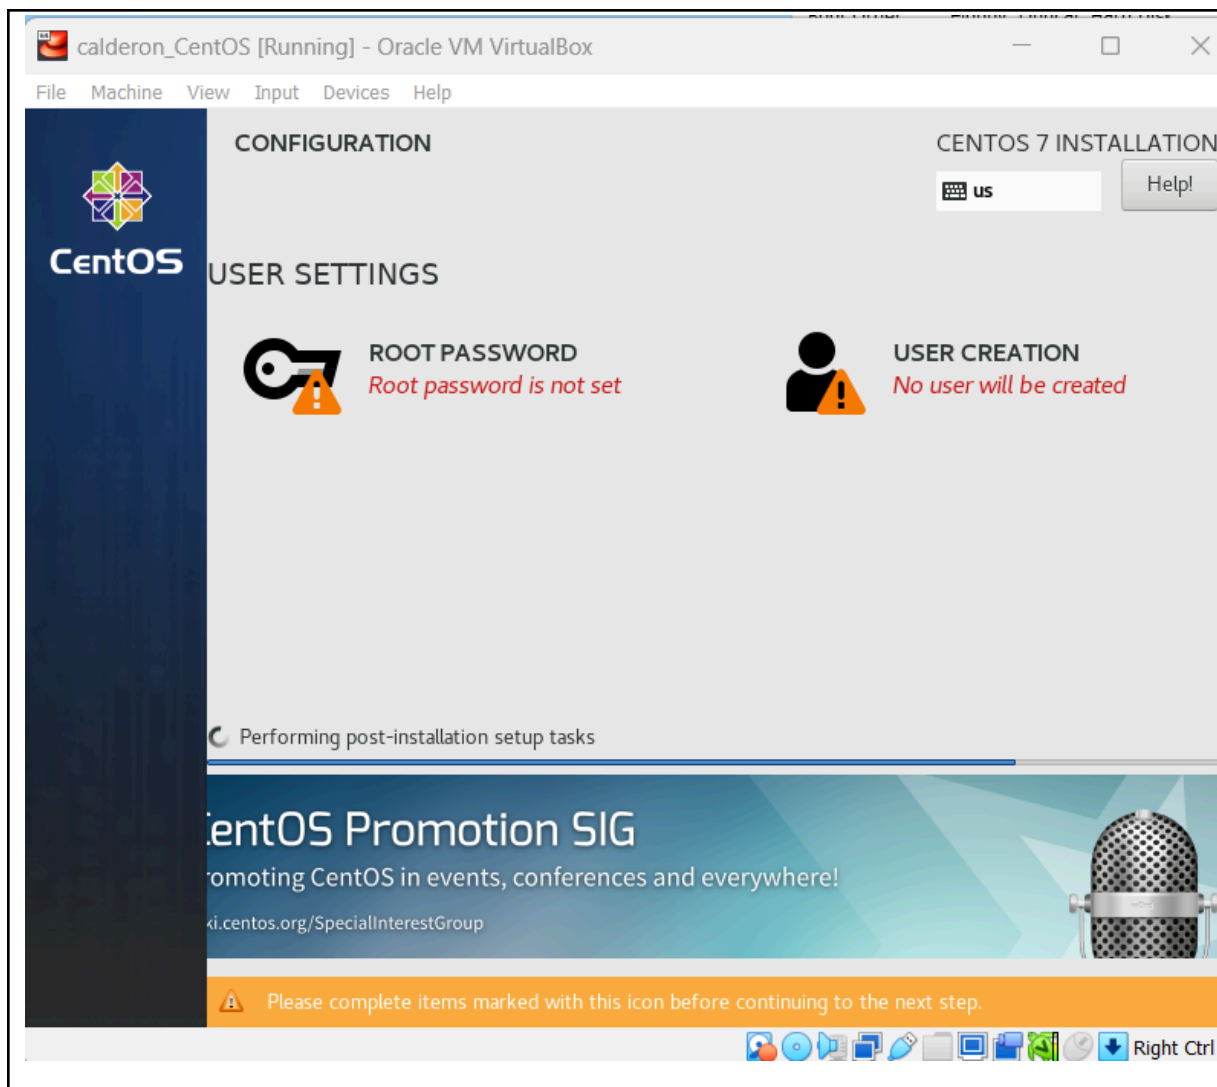 calderon_CentOS [Running] - Oracle VM VirtualBox
File Machine View Input Devices Help
CONFIGURATION
CENTOS 7 INSTALLATION
us
Help!
CentOS
USER SETTINGS
ROOT PASSWORD
Root password is not set
USER CREATION
No user will be created
Performing post-installation setup tasks
entOS Promotion SIG
omoting CentOS in events, conferences and everywhere!
ki.centos.org/SpecialInterestGroup
Please complete items marked with this icon before continuing to the next step.
Right Ctrl